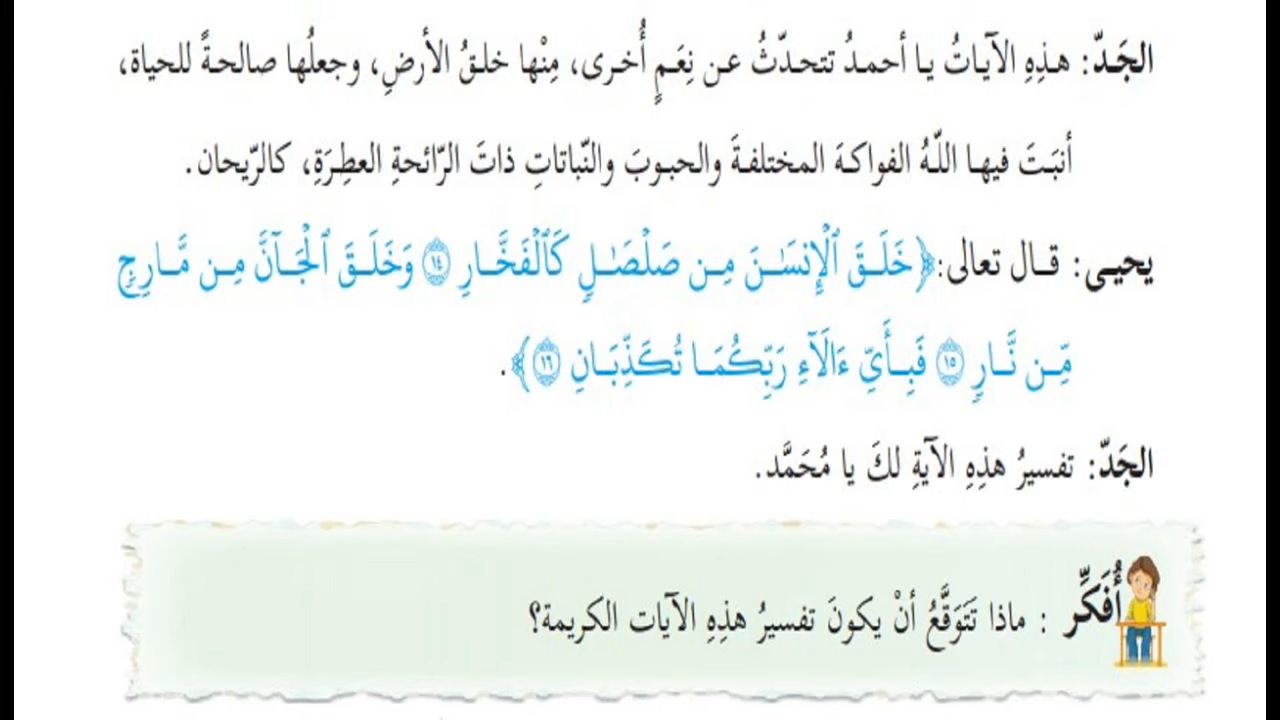 الجَدّ: هذِهِ الآياتُ يا أحمدُ تتحدّثُ عن نِعَمٍ أُخرى، مِنْها خلقُ الأرضِ، وجعلُها صالحةً للحياة،
أنبَتَ فيها اللّهُ الفواكهَ المختلفةَ والحبوبَ والنّباتاتِ ذاتَ الرّائحةِ العطِرَةِ، كالرّيحان.
يحيى: قال تعالى: ﴿خَلَقَ ٱلْإِنسَـٰنَ مِن صَلْصَـٰلٍ كَٱلْفَخَّارِ ۝١٤ وَخَلَقَ ٱلْجَآنَّ مِن مَّارِجٍ
مِّن نَّارٍ ۝١٥ فَبِأَيِّ ءَالَآءِ رَبِّكُمَا تُكَذِّبَانِ ۝١٦﴾.
الجَدّ: تفسيرُ هذِهِ الآيةِ لكَ يا مُحَمَّد.
أُفَكِّر : ماذا تَتَوَقَّعُ أنْ يكونَ تفسيرُ هذِهِ الآيات الكريمة؟